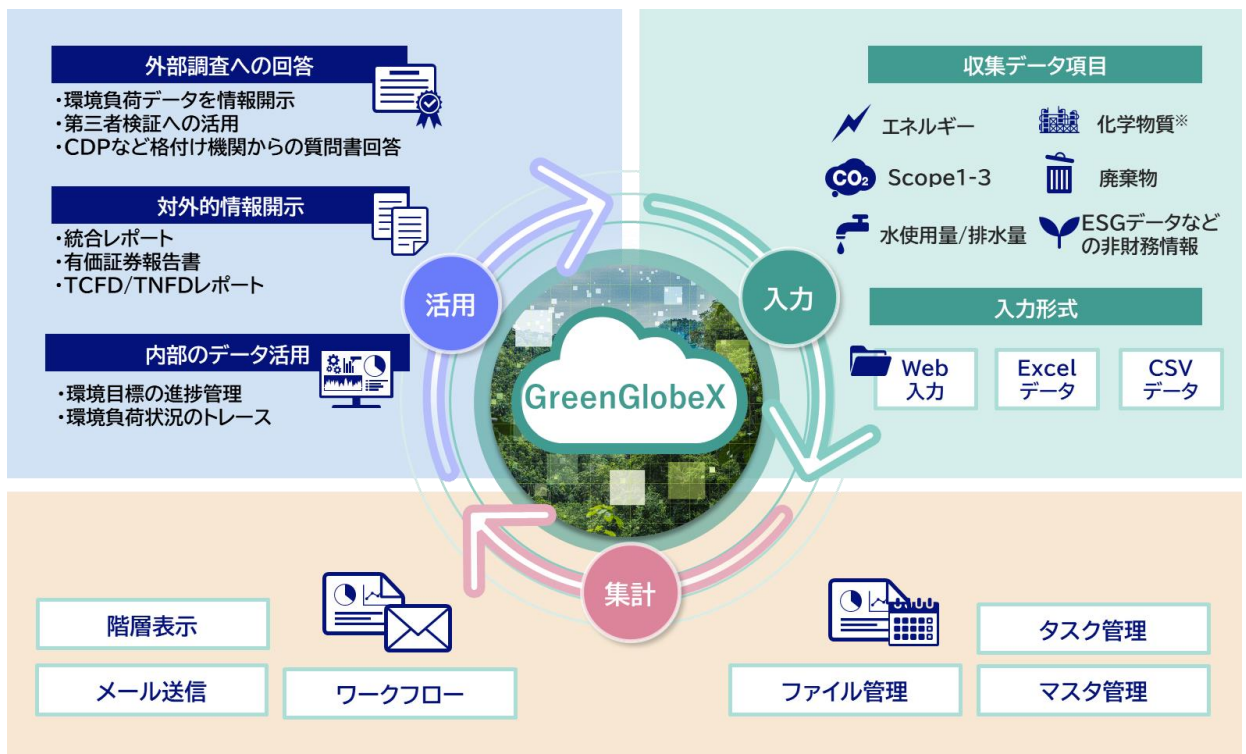 外部調査への回答
・環境負荷データを情報開示
・第三者検証への活用
・CDPなど格付け機関からの質問書回答
対外的情報開示
・統合レポート
・有価証券報告書
・TCFD/TNFDレポート
内部のデータ活用
・環境目標の進捗管理
・環境負荷状況のトレース
活用
GreenGlobeX
入力
収集データ項目
エネルギー
化学物質※
CO₂
Scope1-3
廃棄物
水使用量/排水量
ESGデータなど
の非財務情報
入力形式
Web
入力
Excel
データ
CSV
データ
集計
階層表示
メール送信
ワークフロー
ファイル管理
タスク管理
マスタ管理